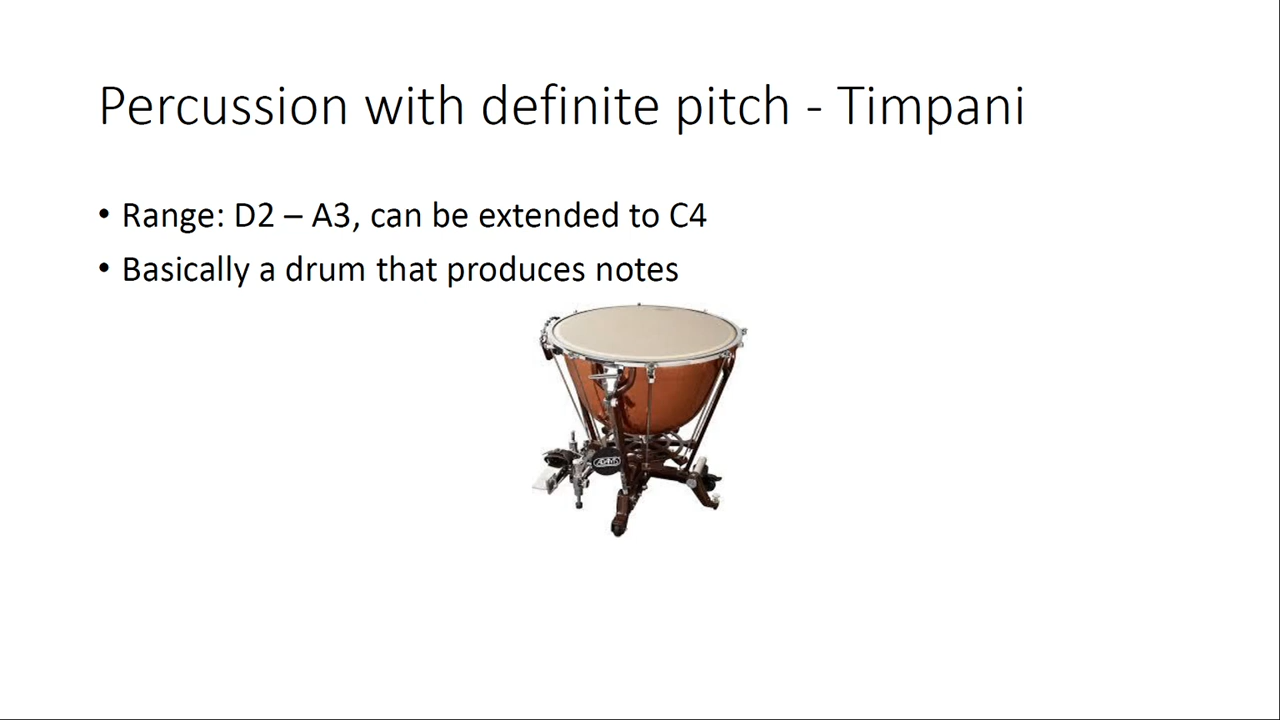 Percussion with definite pitch - Timpani
• Range: D2 – A3, can be extended to C4
• Basically a drum that produces notes